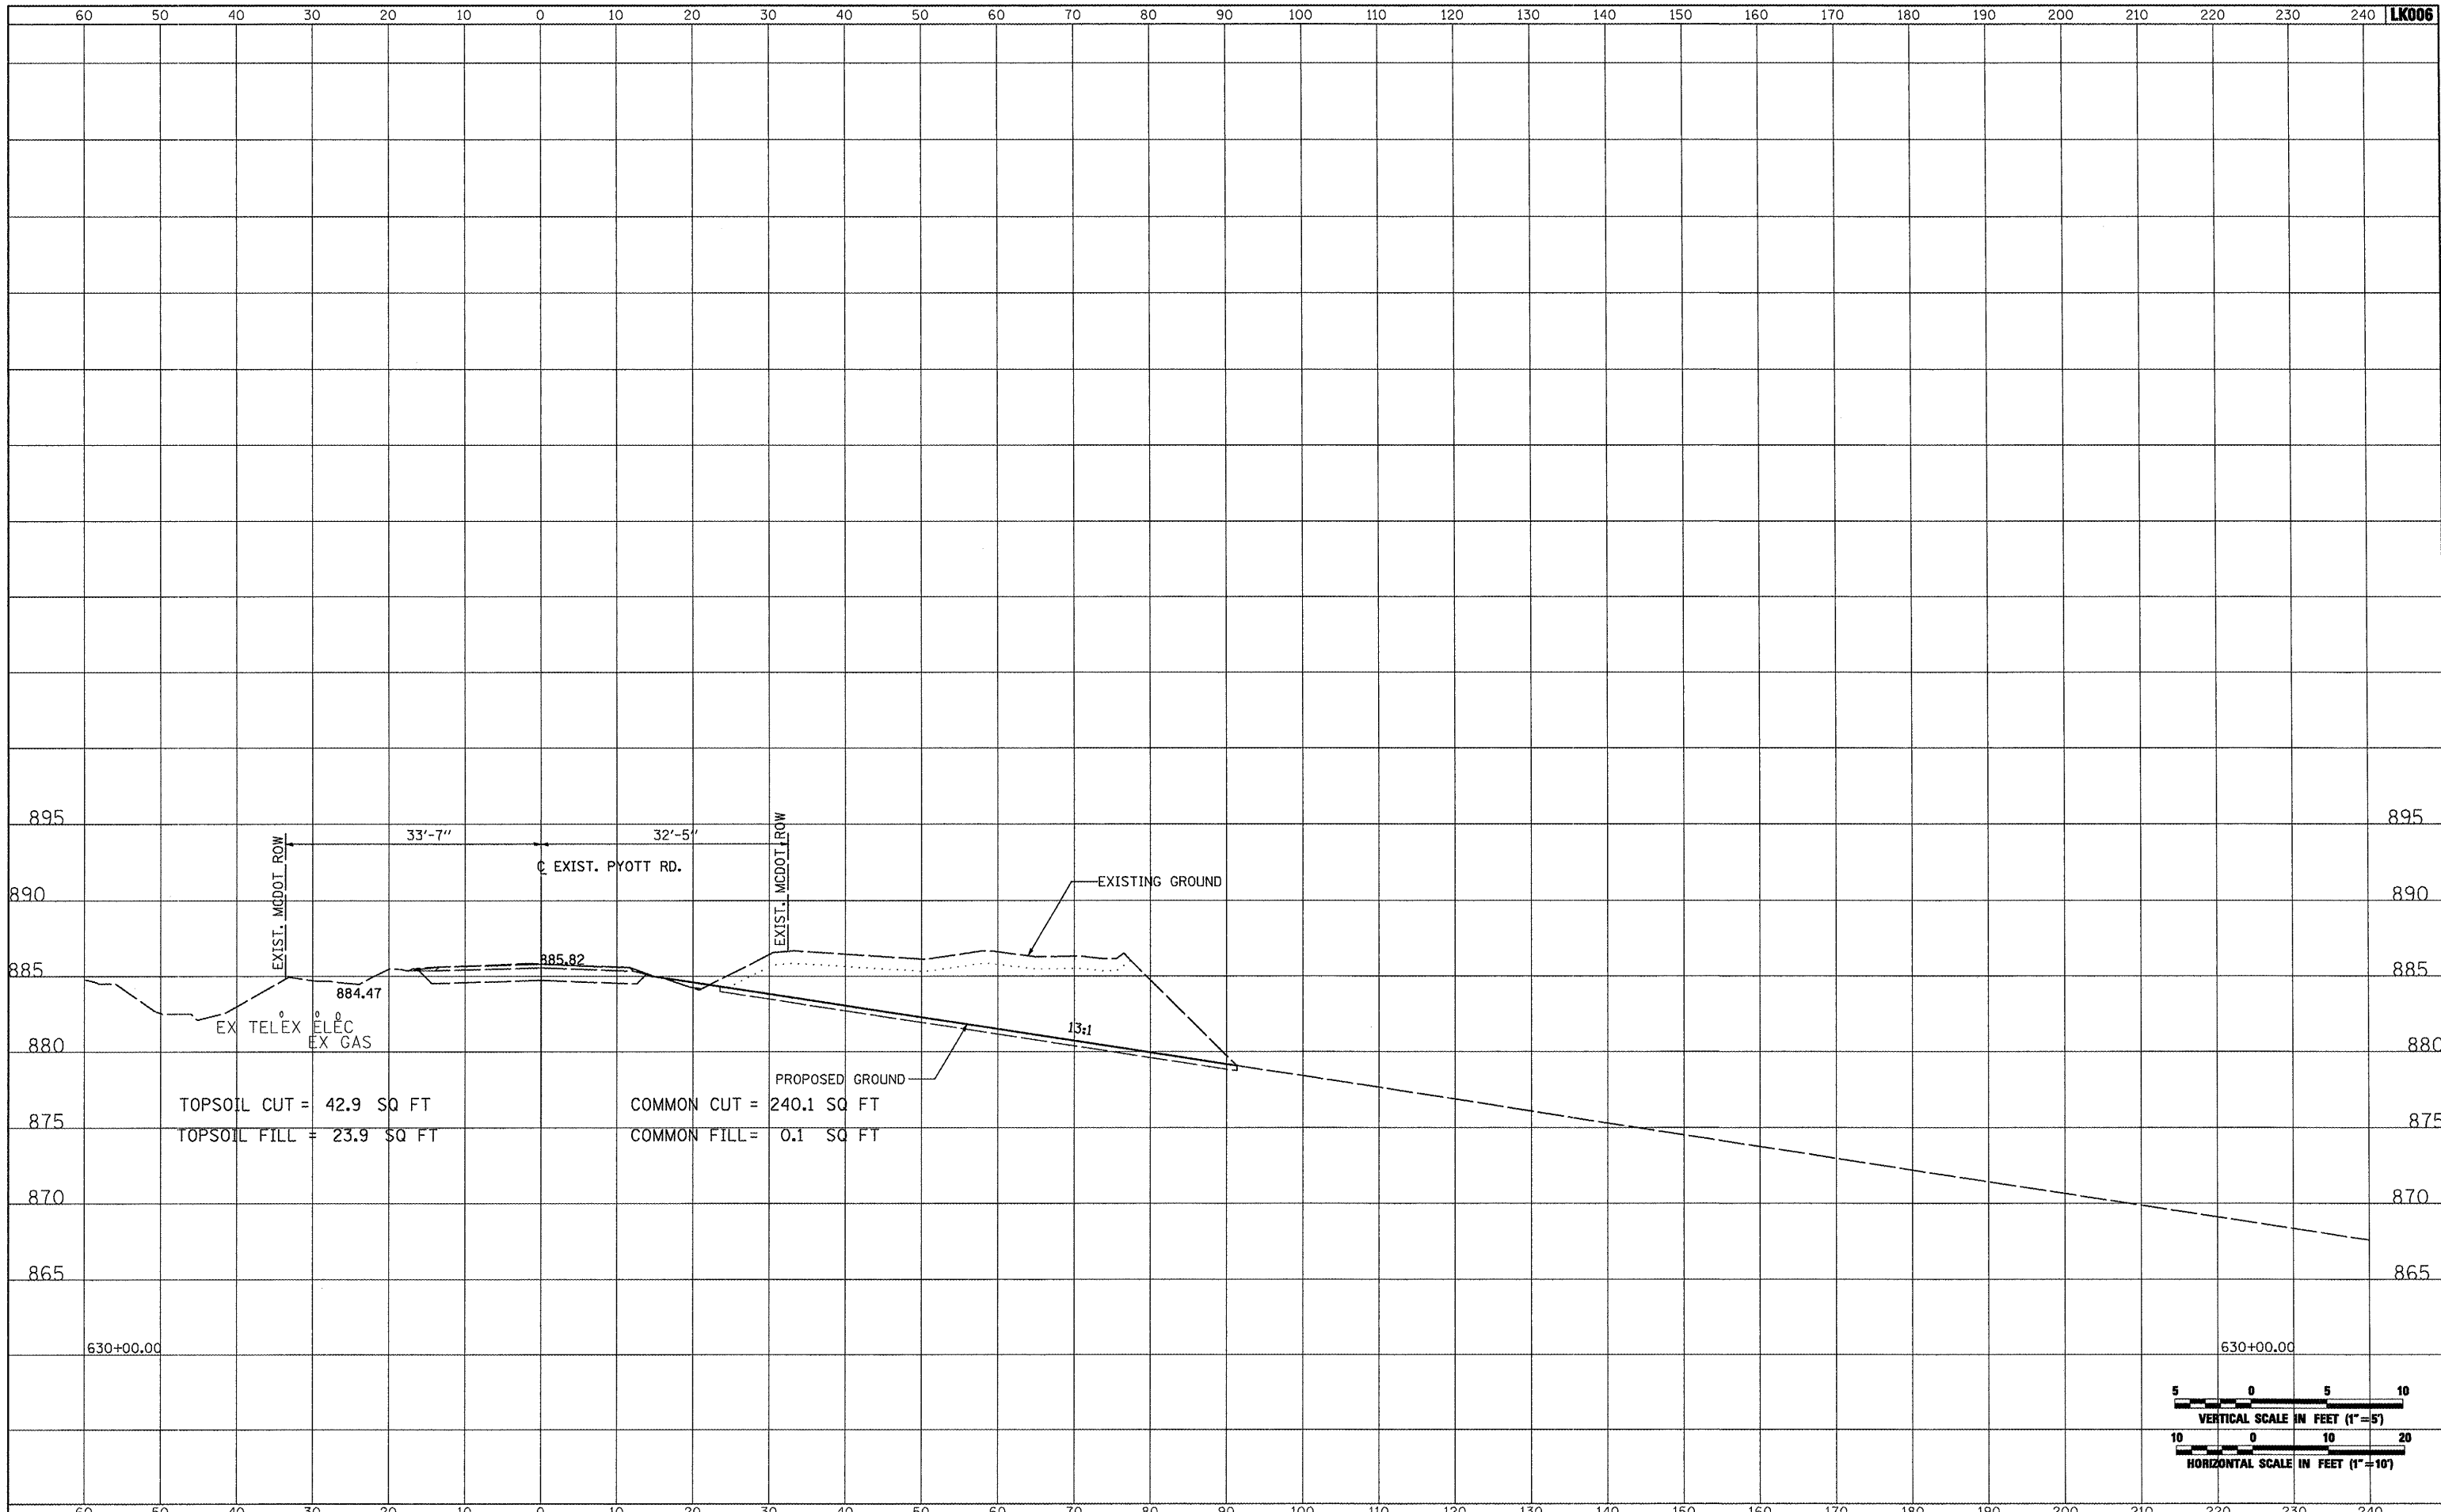 60 50 40 30 20 10 0 10 20 30 40 50 60 70 80 90 100 110 120 130 140 150 160 170 180 190 200 210 220 230 240 LK006
895 895
33'-7" 32'-5"
EXIST. MCDOT ROW
EXIST. MCDOT ROW
℄ EXIST. PYOTT RD.
EXISTING GROUND
890 890
885.82
885 885
884.47
EX TELEX ELEC
EX GAS
13:1
880 880
PROPOSED GROUND
TOPSOIL CUT = 42.9 SQ FT COMMON CUT = 240.1 SQ FT
875 875
TOPSOIL FILL = 23.9 SQ FT COMMON FILL= 0.1 SQ FT
870 870
865 865
630+00.00 630+00.00
5 0 5 10
VERTICAL SCALE IN FEET (1"=5')
10 0 10 20
HORIZONTAL SCALE IN FEET (1"=10')
60 50 40 30 20 10 0 10 20 30 40 50 60 70 80 90 100 110 120 130 140 150 160 170 180 190 200 210 220 230 240